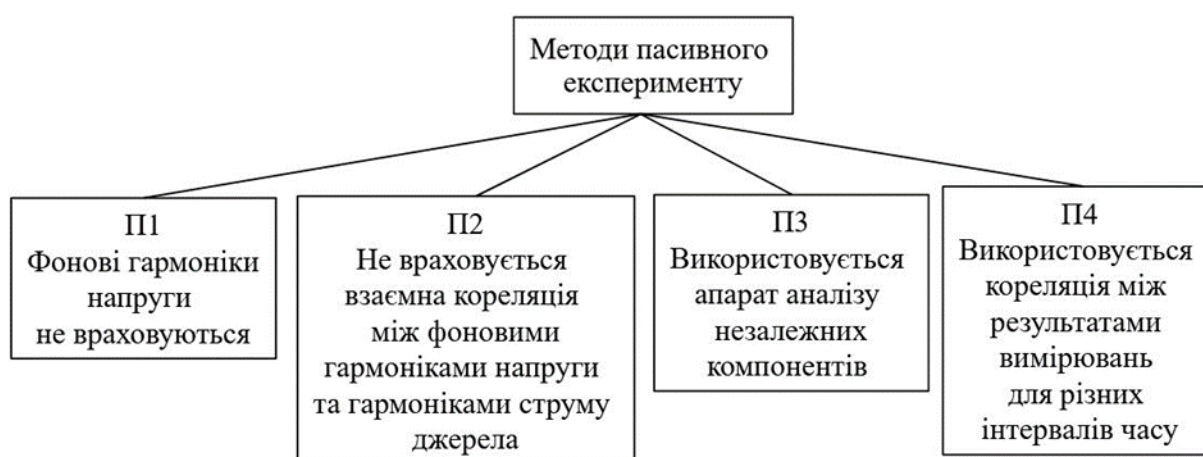 Методи пасивного
експерименту
П1
Фонові гармоніки
напруги
не враховуються
П2
Не враховується
взаємна кореляція
між фоновими
гармоніками напруги
та гармоніками струму
джерела
П3
Використовується
апарат аналізу
незалежних
компонентів
П4
Використовується
кореляція між
результатами
вимірювань
для різних
інтервалів часу